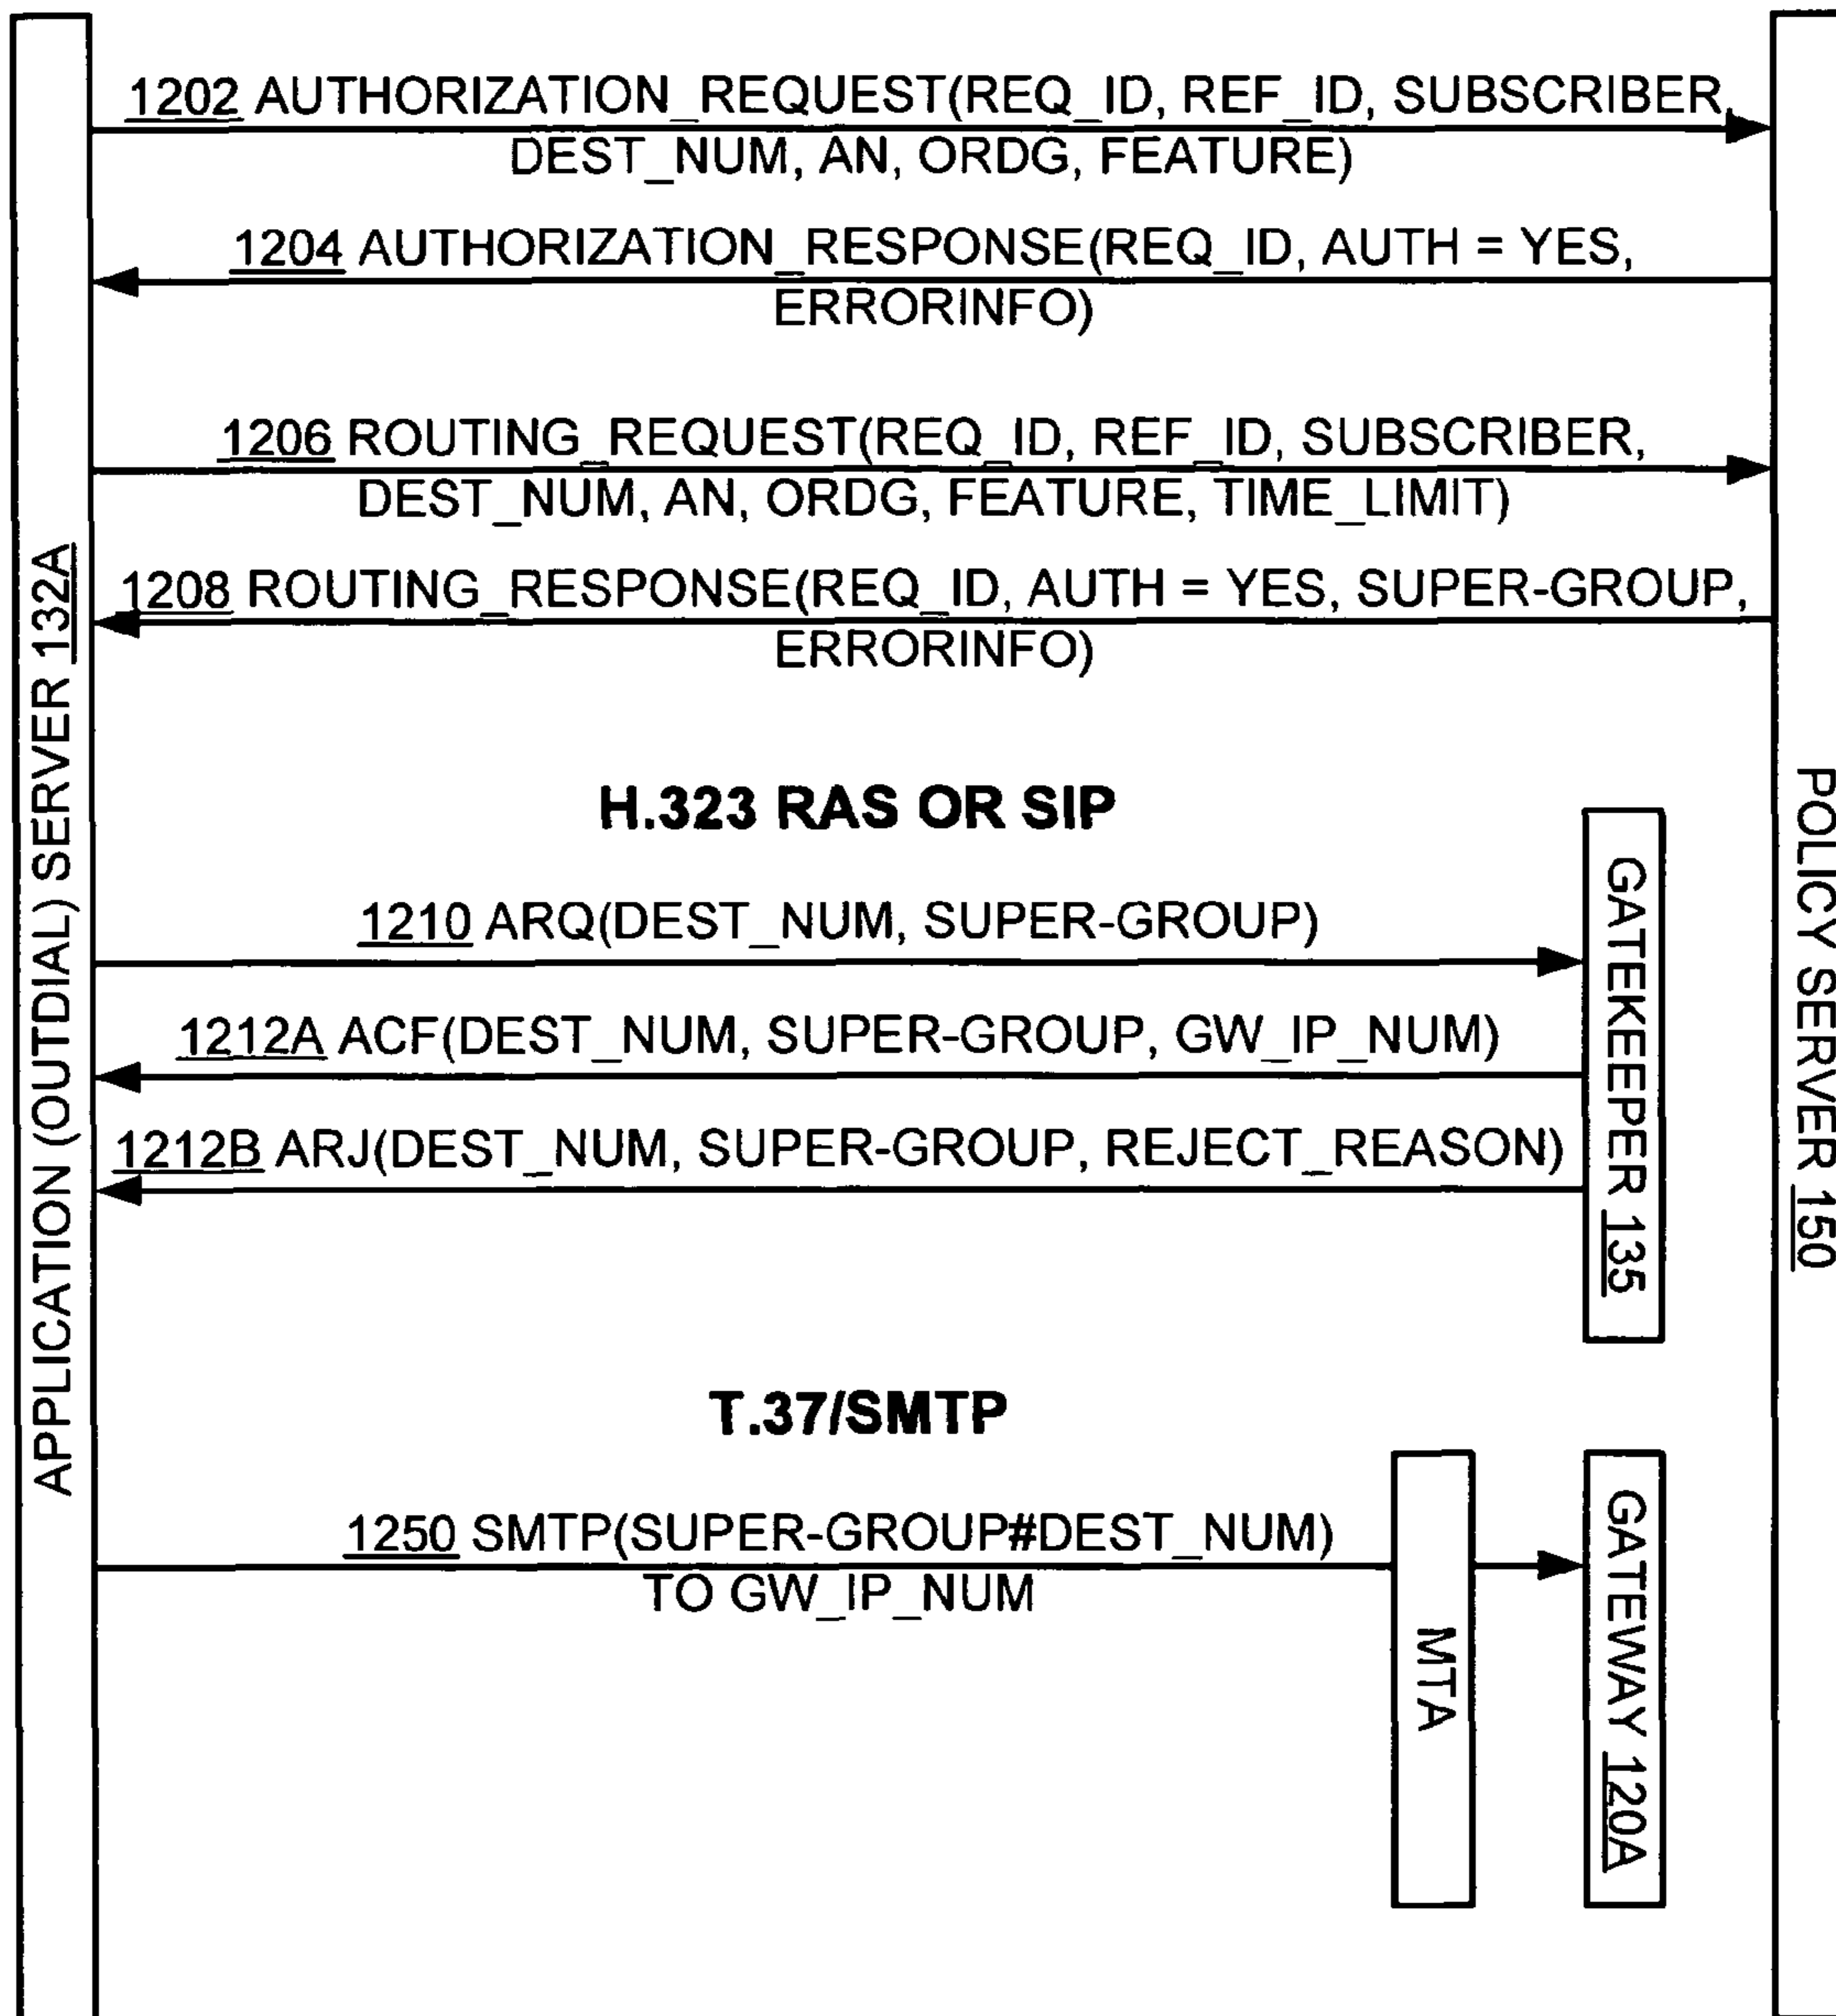 1202 AUTHORIZATION_REQUEST(REQ_ID, REF_ID, SUBSCRIBER,
DEST_NUM, AN, ORDG, FEATURE)
1204 AUTHORIZATION_RESPONSE(REQ_ID, AUTH = YES,
ERRORINFO)
1206 ROUTING_REQUEST(REQ_ID, REF_ID, SUBSCRIBER,
DEST_NUM, AN, ORDG, FEATURE, TIME_LIMIT)
1208 ROUTING_RESPONSE(REQ_ID, AUTH = YES, SUPER-GROUP,
ERRORINFO)
APPLICATION (OUTDIAL) SERVER 132A
POLICY SERVER 150
H.323 RAS OR SIP
GATEKEEPER 135
1210 ARQ(DEST_NUM, SUPER-GROUP)
1212A ACF(DEST_NUM, SUPER-GROUP, GW_IP_NUM)
1212B ARJ(DEST_NUM, SUPER-GROUP, REJECT_REASON)
T.37/SMTP
1250 SMTP(SUPER-GROUP#DEST_NUM)
TO GW_IP_NUM
MTA
GATEWAY 120A